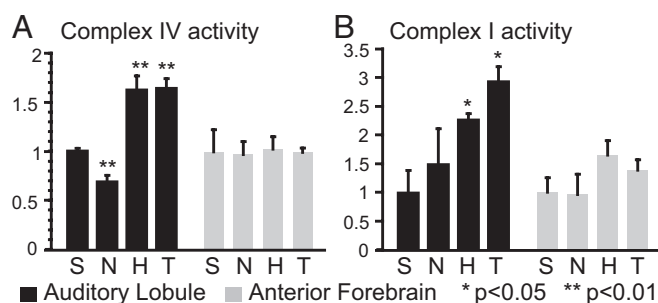 A Complex IV activity
2
1.5
1
0.5
0
** ** **
S N H T S N H T
B Complex I activity
3.5
3
2.5
2
1.5
1
0.5
0
* *
S N H T S N H T
Auditory Lobule Anterior Forebrain *p<0.05 **p<0.01